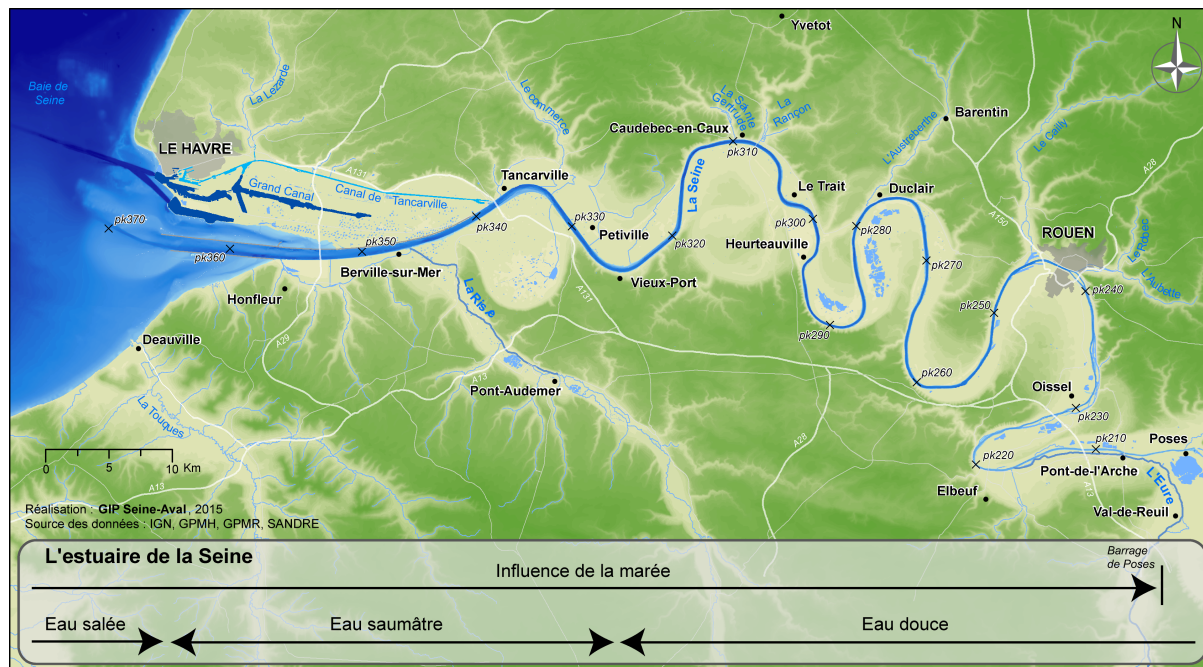 Yvetot
N
Baie de
Seine
La Lezarde
Le commerce
La Sainte
Gertrude
La
Rançon
Barentin
L'Austreberthe
Le Cailly
A28
LE HAVRE
Caudebec-en-Caux
pk310
A131
Grand Canal
Canal de Tancarville
Tancarville
La Seine
Le Trait
Duclair
A150
pk370
pk330
Petiville
pk300
pk280
ROUEN
Le Robec
pk340
pk320
Heurteauville
pk360
pk350
Berville-sur-Mer
pk270
L'Aubette
Vieux-Port
pk240
Honfleur
La Risle
A131
pk250
pk290
Deauville
A29
A13
Pont-Audemer
pk260
Oissel
La Touques
pk230
A28
pk210
Poses
0 5 10 Km
pk220
Pont-de-l'Arche
L'Eure
A13
Elbeuf
A13
Val-de-Reuil
Réalisation : GIP Seine-Aval, 2015
Source des données : IGN, GPMH, GPMR, SANDRE
L'estuaire de la Seine
Barrage
de Poses
Influence de la marée
Eau salée
Eau saumâtre
Eau douce